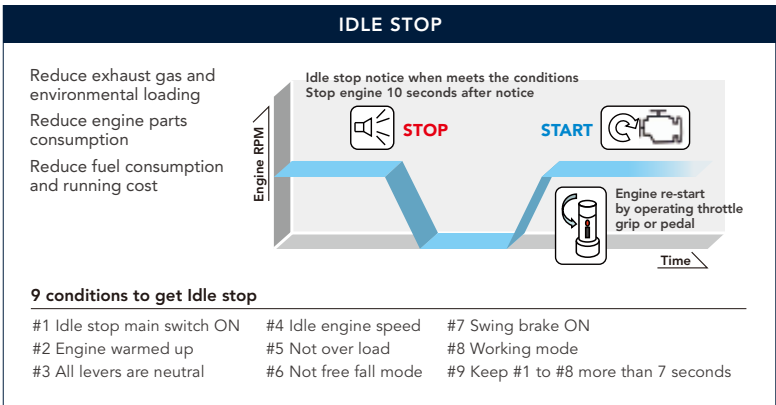 IDLE STOP
Reduce exhaust gas and
environmental loading
Reduce engine parts
consumption
Reduce fuel consumption
and running cost
Idle stop notice when meets the conditions
Stop engine 10 seconds after notice
Engine RPM
STOP
START
Engine re-start
by operating throttle
grip or pedal
Time
9 conditions to get Idle stop
#1 Idle stop main switch ON
#2 Engine warmed up
#3 All levers are neutral
#4 Idle engine speed
#5 Not over load
#6 Not free fall mode
#7 Swing brake ON
#8 Working mode
#9 Keep #1 to #8 more than 7 seconds